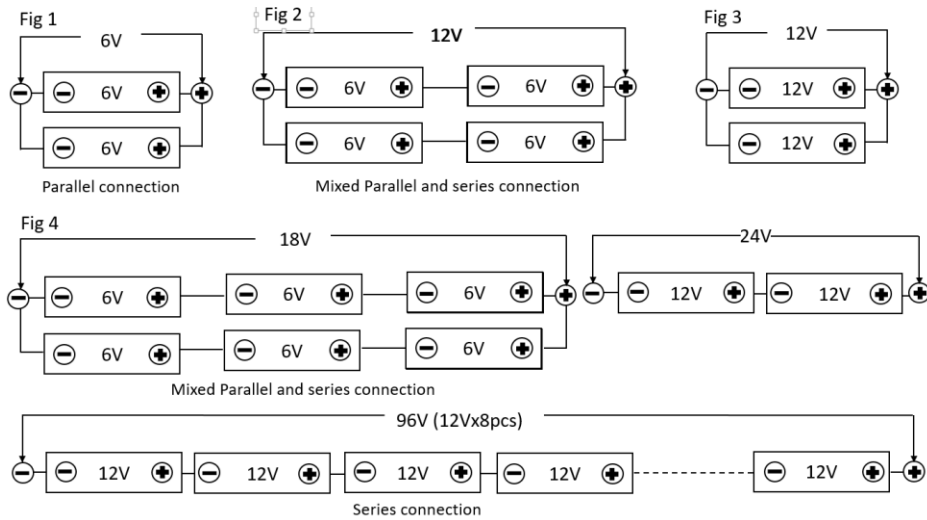 Fig 1
6V
6V
6V
Parallel connection
Fig 2
12V
6V 6V
6V 6V
Mixed Parallel and series connection
Fig 3
12V
12V
12V
Fig 4
18V
6V 6V 6V
6V 6V 6V
Mixed Parallel and series connection
24V
12V 12V
96V (12Vx8pcs)
12V 12V 12V 12V 12V
Series connection